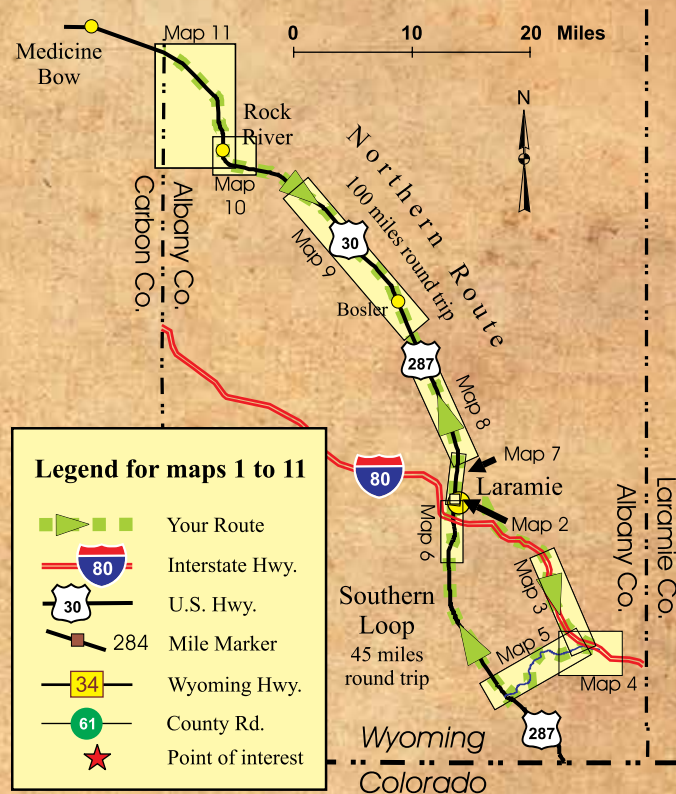 Map 11
0 10 20 Miles
Medicine
Bow
N
Rock
River
Northern Route
100 miles round trip
Map
10
Albany Co.
Carbon Co.
30
Map 9
Bosler
287
Map 8
Map 7
80
Laramie
Map 2
Map 6
Albany Co.
Laramie Co.
Map 3
Southern
Loop
45 miles
round trip
Map 5
Map 4
287
Wyoming
Colorado
Legend for maps 1 to 11
Your Route
80 Interstate Hwy.
30 U.S. Hwy.
284 Mile Marker
34 Wyoming Hwy.
61 County Rd.
Point of interest